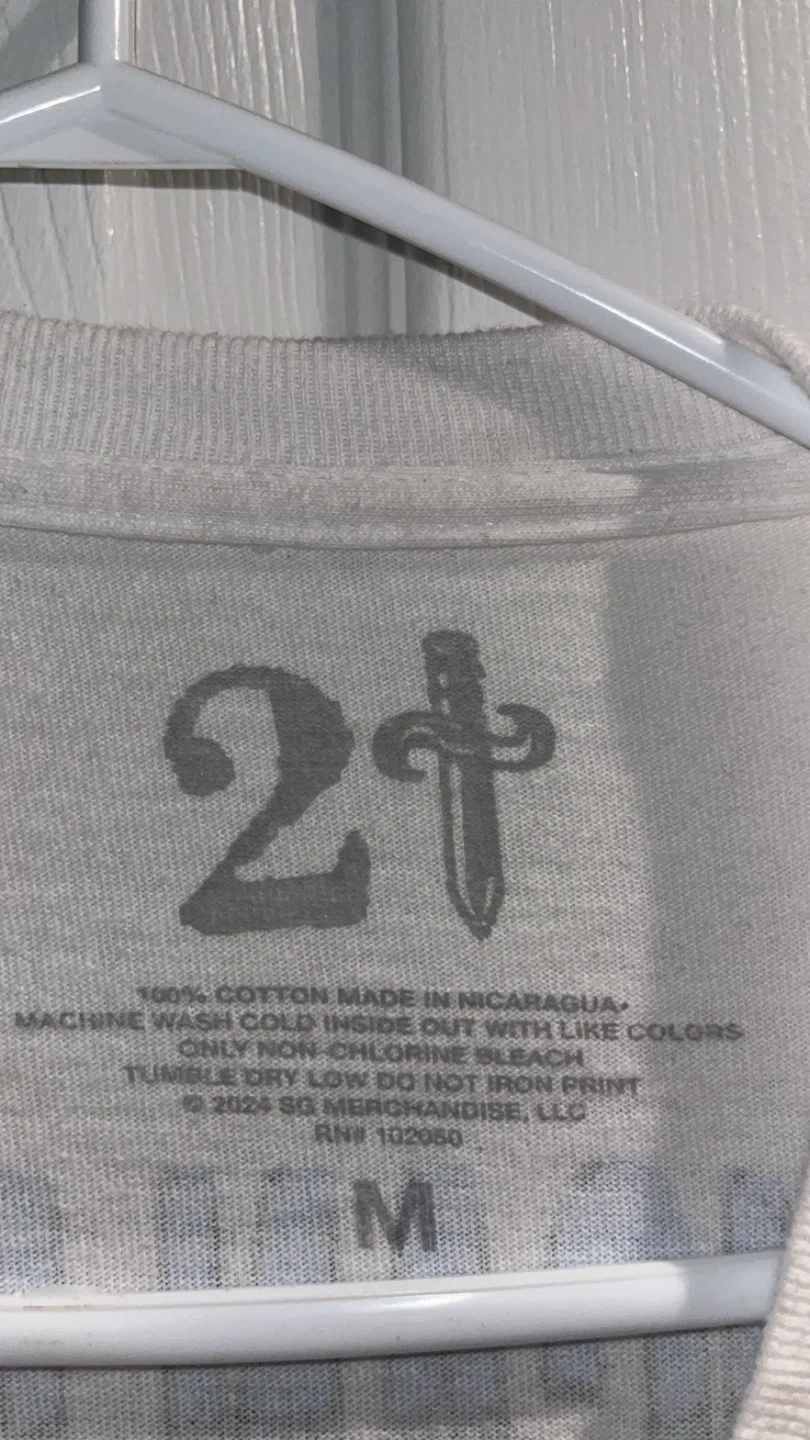 2
100% COTTON MADE IN NICARAGUA•
MACHINE WASH COLD INSIDE OUT WITH LIKE COLORS
ONLY NON-CHLORINE BLEACH
TUMBLE DRY LOW DO NOT IRON PRINT
© 2024 SG MERCHANDISE, LLC
RN# 102050
M